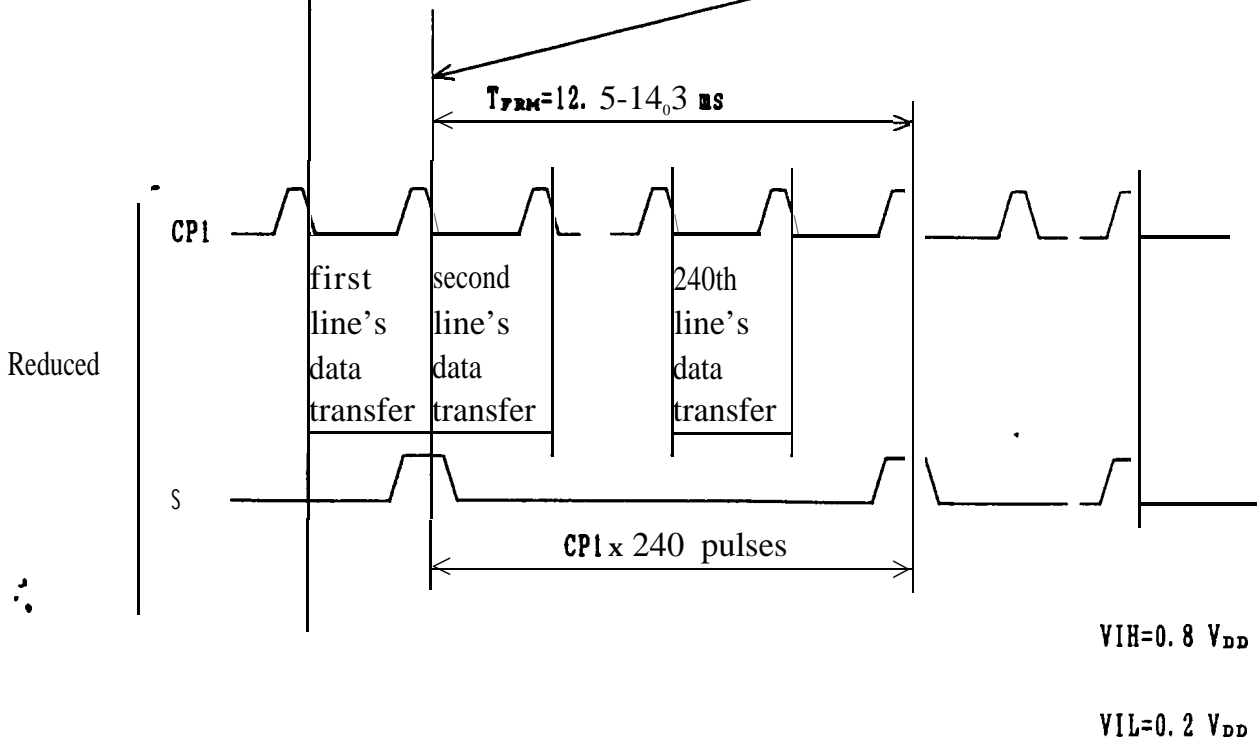 T_FRM=12. 5-14.3 ms
CP1
first
line's
data
transfer
second
line's
data
transfer
240th
line's
data
transfer
Reduced
S
CP1 x 240 pulses
VIH=0. 8 V_DD
VIL=0. 2 V_DD